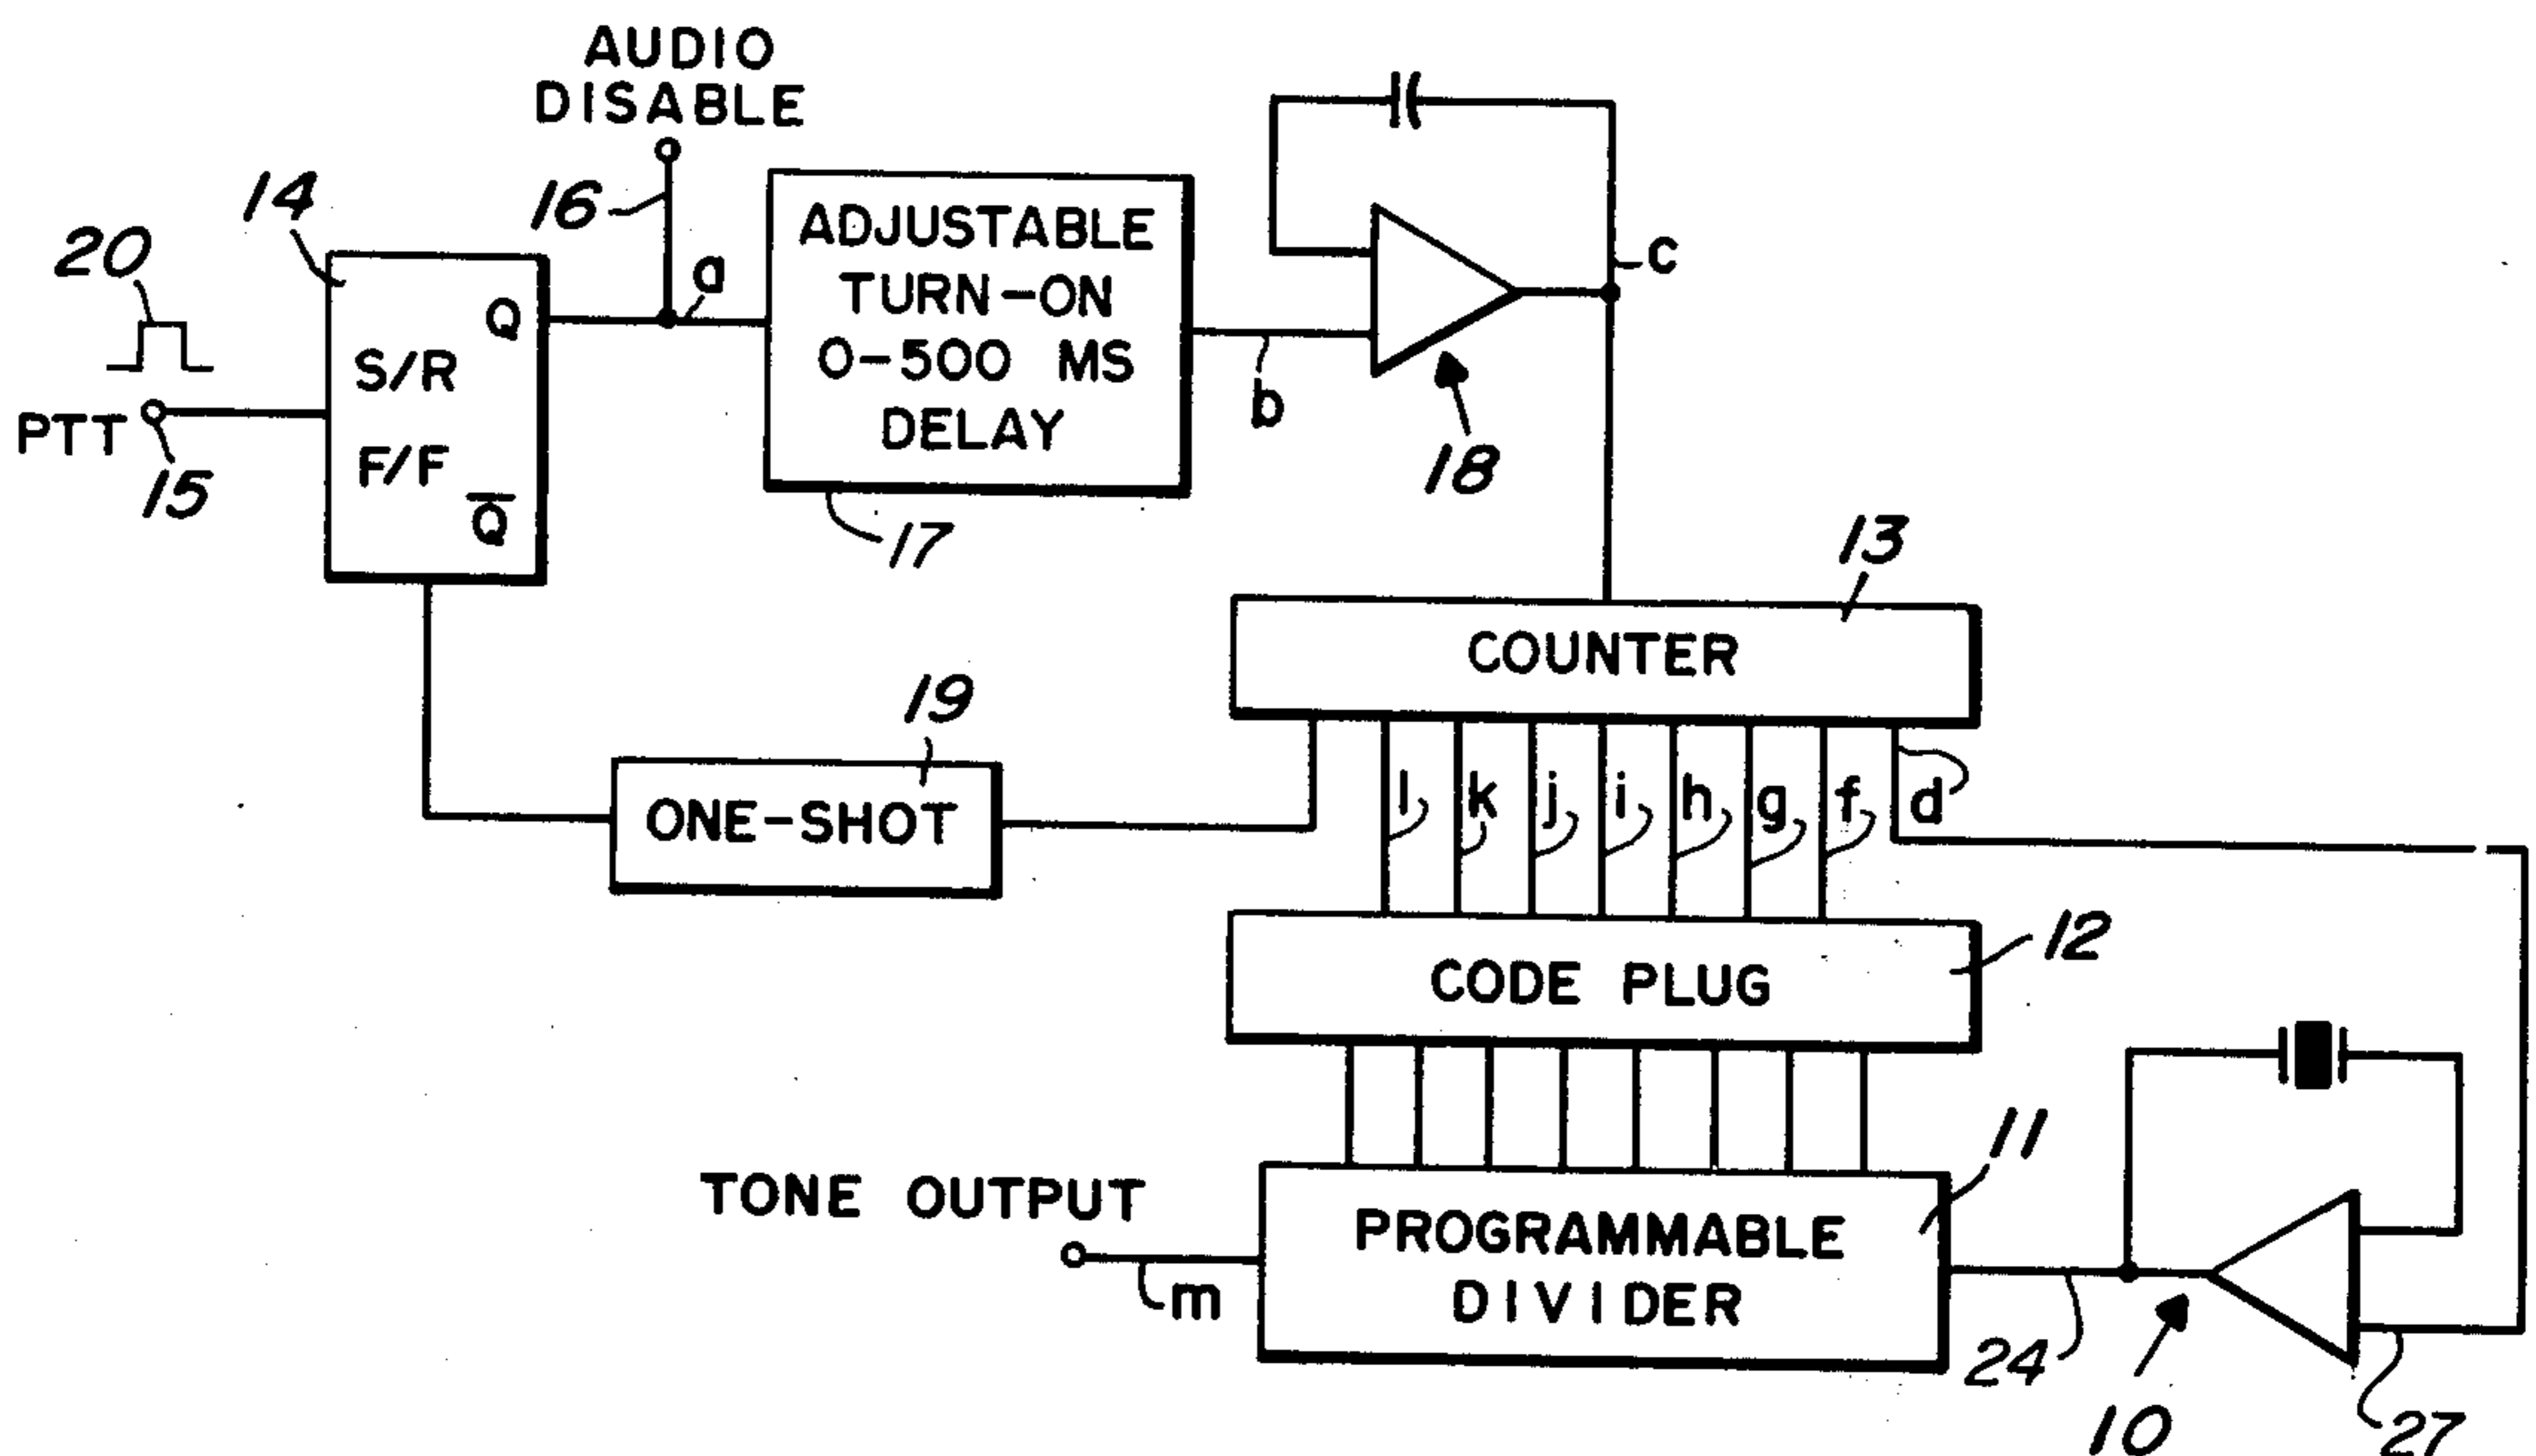 AUDIO
DISABLE
14
16
20
a
ADJUSTABLE
TURN-ON
0-500 MS
DELAY
c
Q
S/R
F/F
Q̅
PTT
15
b
18
17
13
COUNTER
19
ONE-SHOT
l k j i h g f d
12
CODE PLUG
11
TONE OUTPUT
PROGRAMMABLE
DIVIDER
m
24
10
27